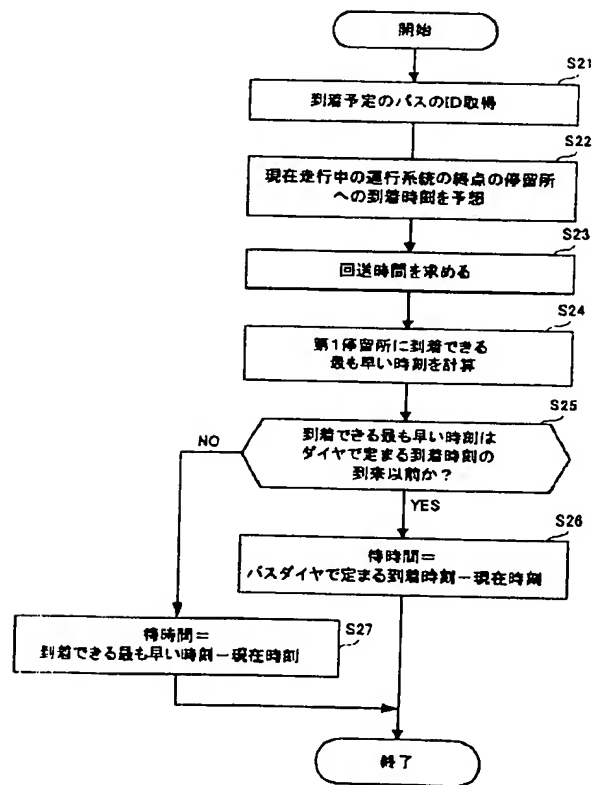 開始
S21
到着予定のバスのID取得
S22
現在走行中の運行系統の終点の停留所
への到着時刻を予想
S23
回送時間を求める
S24
第1停留所に到着できる
最も早い時刻を計算
S25
到着できる最も早い時刻は
ダイヤで定まる到着時刻の
到来以前か?
NO
YES
S26
待時間=
バスダイヤで定まる到着時刻-現在時刻
S27
待時間=
到着できる最も早い時刻-現在時刻
終了